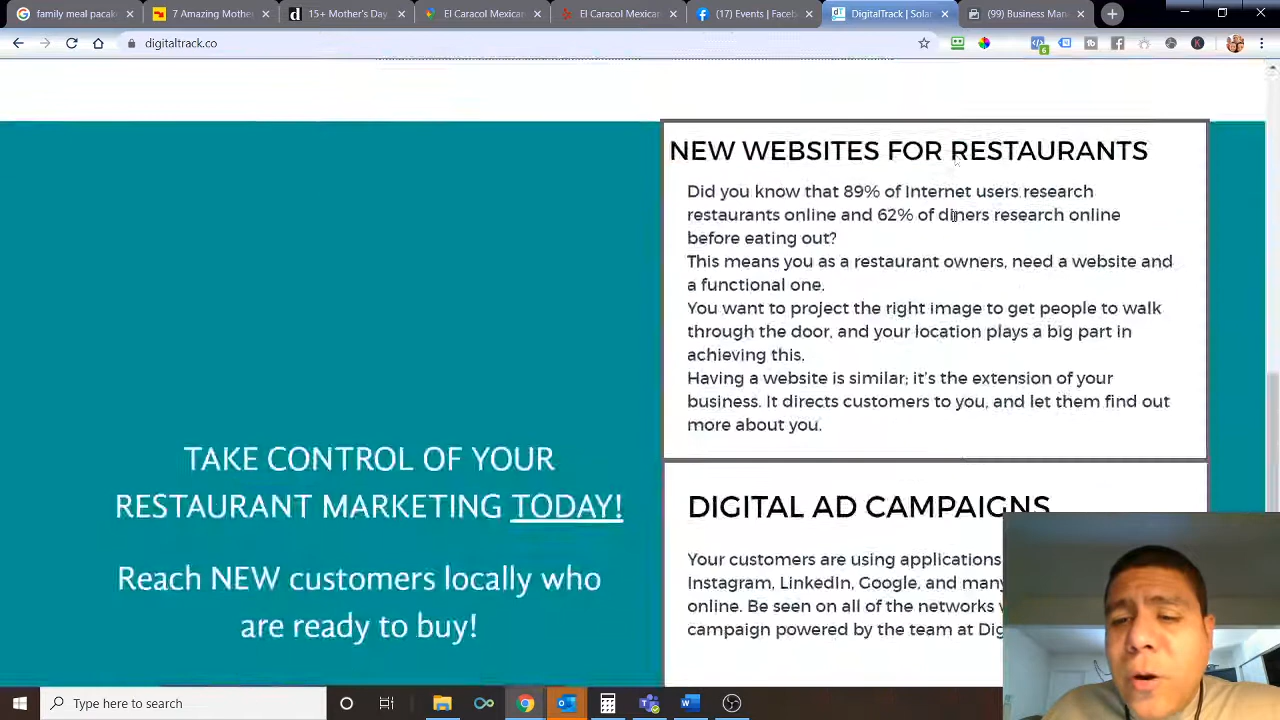 family meal pacak
7 Amazing Mothe
15+ Mother's Day
El Caracol Mexican
El Caracol Mexican
(17) Events | Faceb
DigitalTrack | Solar
(99) Business Man
digitaltrack.co
NEW WEBSITES FOR RESTAURANTS
Did you know that 89% of Internet users research
restaurants online and 62% of diners research online
before eating out?
This means you as a restaurant owners, need a website and
a functional one.
You want to project the right image to get people to walk
through the door, and your location plays a big part in
achieving this.
Having a website is similar; it's the extension of your
business. It directs customers to you, and let them find out
more about you.
TAKE CONTROL OF YOUR
RESTAURANT MARKETING TODAY!
Reach NEW customers locally who
are ready to buy!
DIGITAL AD CAMPAIGNS
Your customers are using applications
Instagram, LinkedIn, Google, and many
online. Be seen on all of the networks
campaign powered by the team at Dig
Type here to search